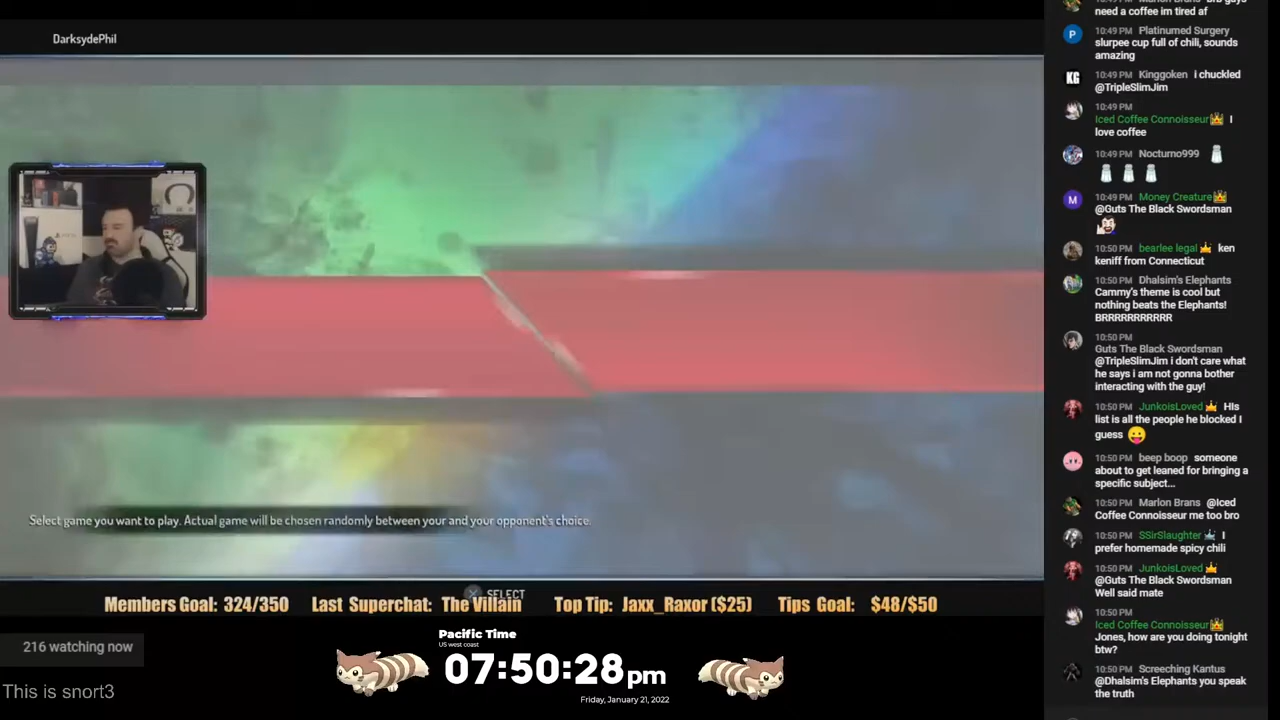 DarksydePhil
Select game you want to play. Actual game will be chosen randomly between your and your opponent's choice.
SELECT
Members Goal: 324/350 Last Superchat: The Villain Top Tip: Jaxx_Raxor ($25) Tips Goal: $48/$50
216 watching now
This is snort3
Pacific Time
US west coast
07:50:28pm
Friday, January 21, 2022
need a coffee im tired af
10:49 PM Platinumed Surgery
slurpee cup full of chili, sounds
amazing
10:49 PM Kinggoken i chuckled
@TripleSlimJim
10:49 PM
Iced Coffee Connoisseur I
love coffee
10:49 PM Nocturno999
10:49 PM Money Creature
@Guts The Black Swordsman
10:50 PM bearlee legal ken
keniff from Connecticut
10:50 PM Dhalsim's Elephants
Cammy's theme is cool but
nothing beats the Elephants!
BRRRRRRRRRRR
10:50 PM
Guts The Black Swordsman
@TripleSlimJim i don't care what
he says i am not gonna bother
interacting with the guy!
10:50 PM JunkoisLoved HIs
list is all the people he blocked I
guess
10:50 PM beep boop someone
about to get leaned for bringing a
specific subject...
10:50 PM Marlon Brans @Iced
Coffee Connoisseur me too bro
10:50 PM SSirSlaughter I
prefer homemade spicy chili
10:50 PM JunkoisLoved
@Guts The Black Swordsman
Well said mate
10:50 PM
Iced Coffee Connoisseur
Jones, how are you doing tonight
btw?
10:50 PM Screeching Kantus
@Dhalsim's Elephants you speak
the truth